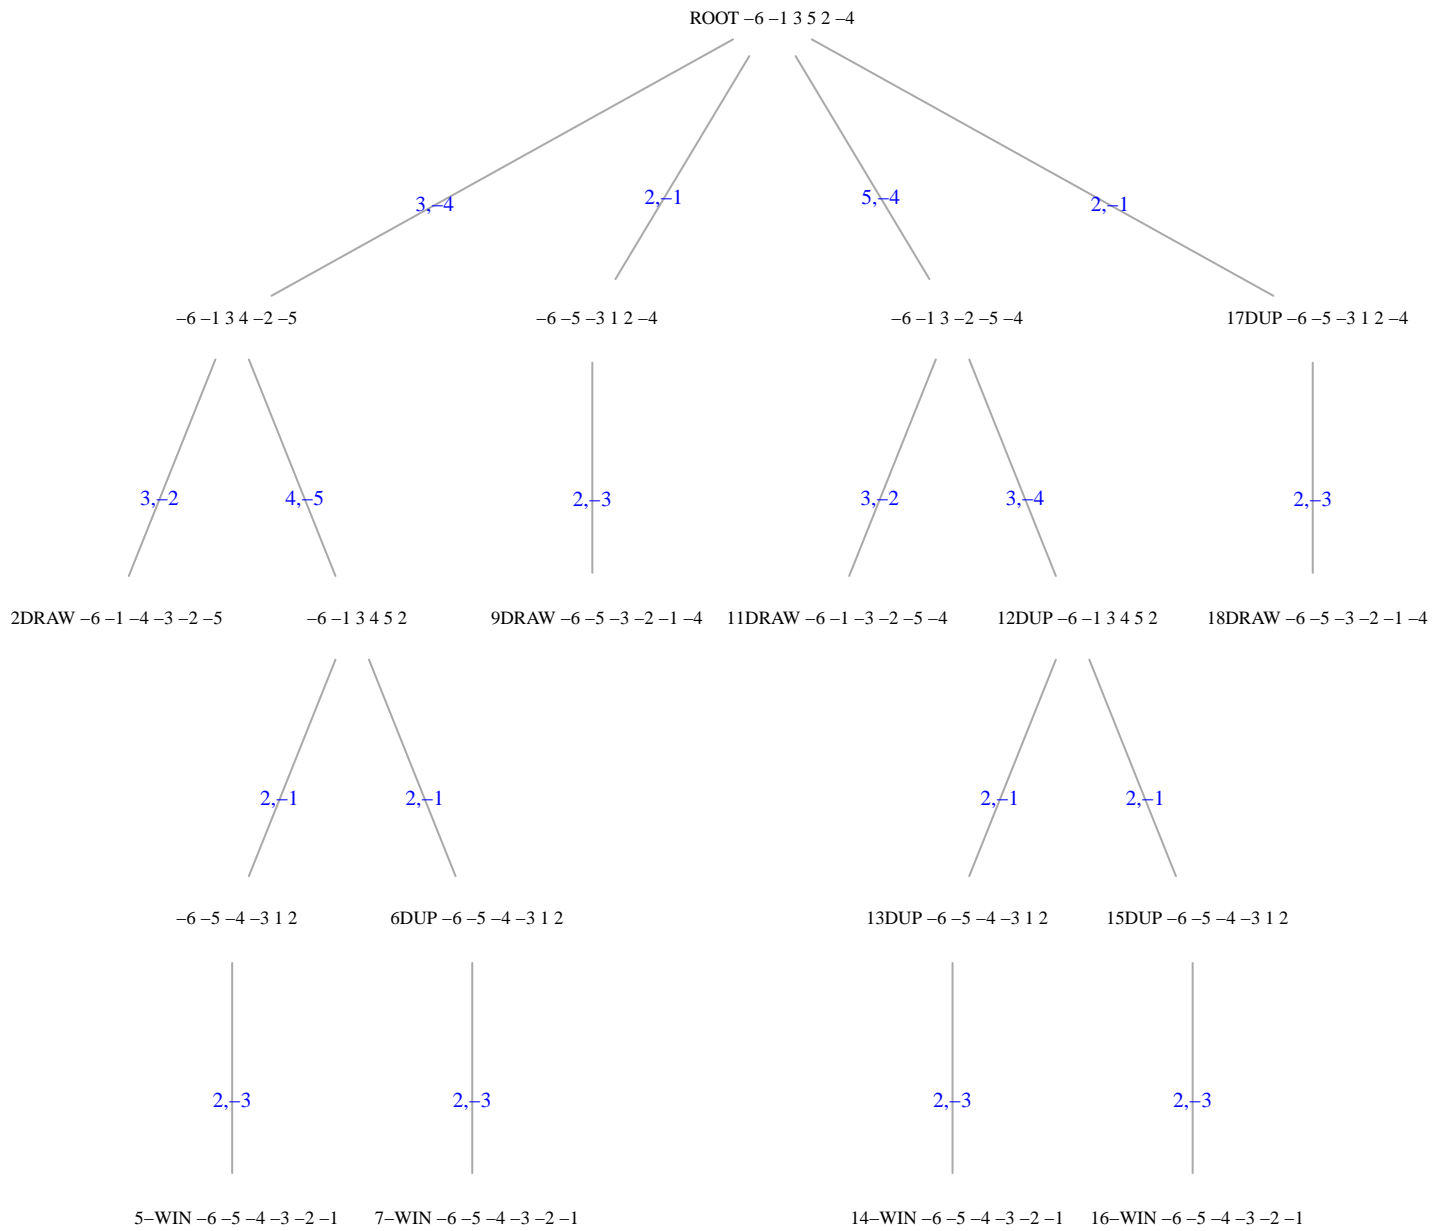 ROOT –6 –1 3 5 2 –4
3,–4
2,–1
5,–4
2,–1
–6 –1 3 4 –2 –5
–6 –5 –3 1 2 –4
–6 –1 3 –2 –5 –4
17DUP –6 –5 –3 1 2 –4
3,–2
4,–5
2,–3
3,–2
3,–4
2,–3
2DRAW –6 –1 –4 –3 –2 –5
–6 –1 3 4 5 2
9DRAW –6 –5 –3 –2 –1 –4
11DRAW –6 –1 –3 –2 –5 –4
12DUP –6 –1 3 4 5 2
18DRAW –6 –5 –3 –2 –1 –4
2,–1
2,–1
2,–1
2,–1
–6 –5 –4 –3 1 2
6DUP –6 –5 –4 –3 1 2
13DUP –6 –5 –4 –3 1 2
15DUP –6 –5 –4 –3 1 2
2,–3
2,–3
2,–3
2,–3
5–WIN –6 –5 –4 –3 –2 –1
7–WIN –6 –5 –4 –3 –2 –1
14–WIN –6 –5 –4 –3 –2 –1
16–WIN –6 –5 –4 –3 –2 –1